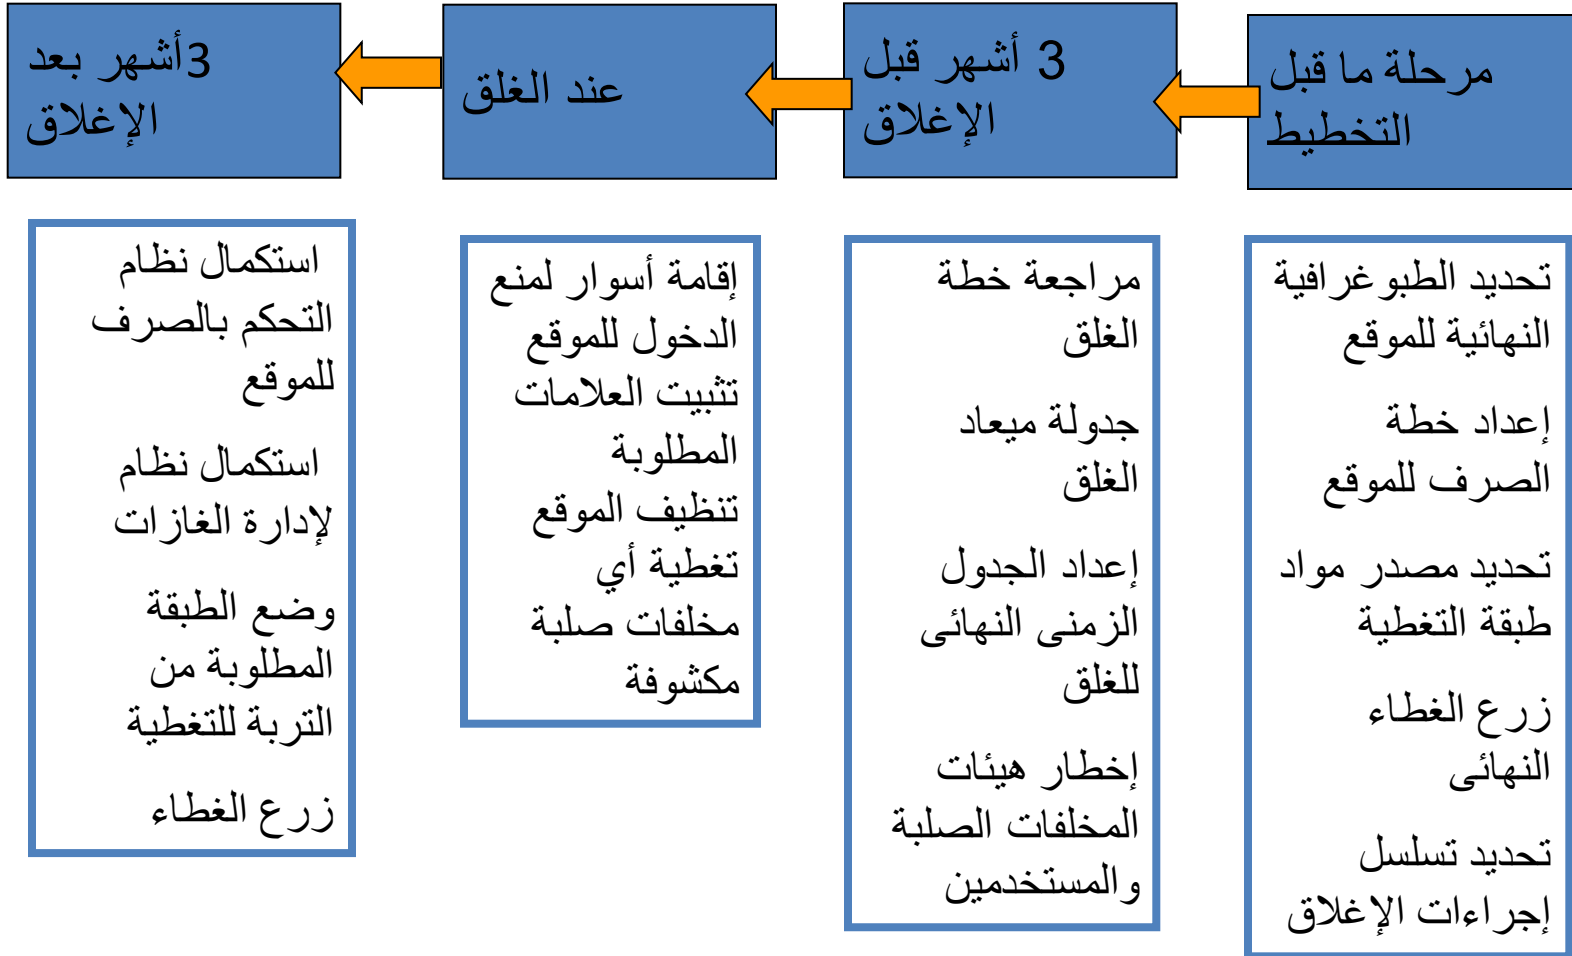 مرحلة ما قبل
التخطيط
3 أشهر قبل
الإغلاق
عند الغلق
3أشهر بعد
الإغلاق
تحديد الطبوغرافية
النهائية للموقع
إعداد خطة
الصرف للموقع
تحديد مصدر مواد
طبقة التغطية
زرع الغطاء
النهائى
تحديد تسلسل
إجراءات الإغلاق
مراجعة خطة
الغلق
جدولة ميعاد
الغلق
إعداد الجدول
الزمنى النهائى
للغلق
إخطار هيئات
المخلفات الصلبة
والمستخدمين
إقامة أسوار لمنع
الدخول للموقع
تثبيت العلامات
المطلوبة
تنظيف الموقع
تغطية أي
مخلفات صلبة
مكشوفة
استكمال نظام
التحكم بالصرف
للموقع
استكمال نظام
لإدارة الغازات
وضع الطبقة
المطلوبة من
التربة للتغطية
زرع الغطاء